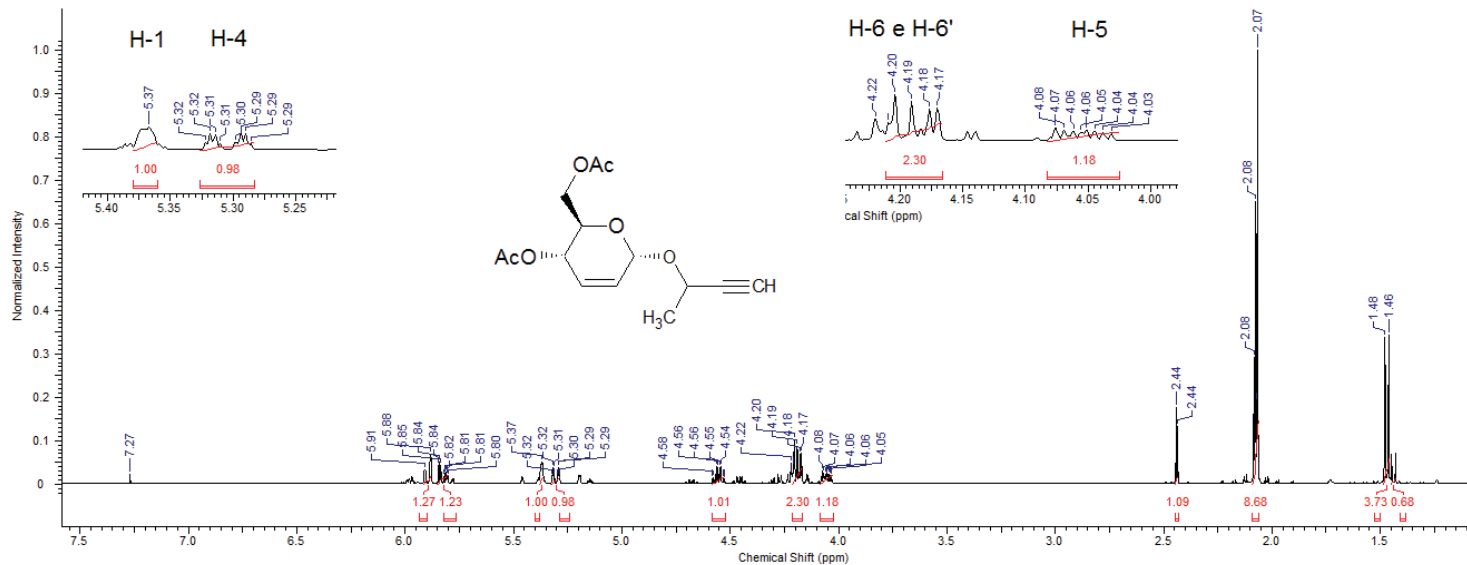 H-1 H-4
5.37
5.32 5.32 5.31 5.31 5.30 5.29 5.29 5.29
1.00 0.98
5.40 5.35 5.30 5.25
H-6 e H-6' H-5
4.22 4.20 4.19 4.18 4.17
4.08 4.07 4.06 4.06 4.05 4.04 4.04 4.03
2.30 1.18
4.20 4.15 4.10 4.05 4.00
cal Shift (ppm)
OAc
O
AcO
O
CH
H3C
Normalized Intensity
1.0
0.9
0.8
0.7
0.6
0.5
0.4
0.3
0.2
0.1
0
7.27
5.91 5.88 5.85 5.84 5.84 5.82 5.81 5.81 5.80
5.37 5.32 5.32 5.31 5.30 5.29 5.29
4.58 4.56 4.56 4.55 4.54
4.22 4.20 4.19 4.18 4.17
4.08 4.07 4.06 4.06 4.05
2.44 2.44
2.08 2.08 2.07
1.48 1.46
1.27 1.23 1.00 0.98 1.01 2.30 1.18 1.09 8.68 3.73 0.68
7.5 7.0 6.5 6.0 5.5 5.0 4.5 4.0 3.5 3.0 2.5 2.0 1.5
Chemical Shift (ppm)